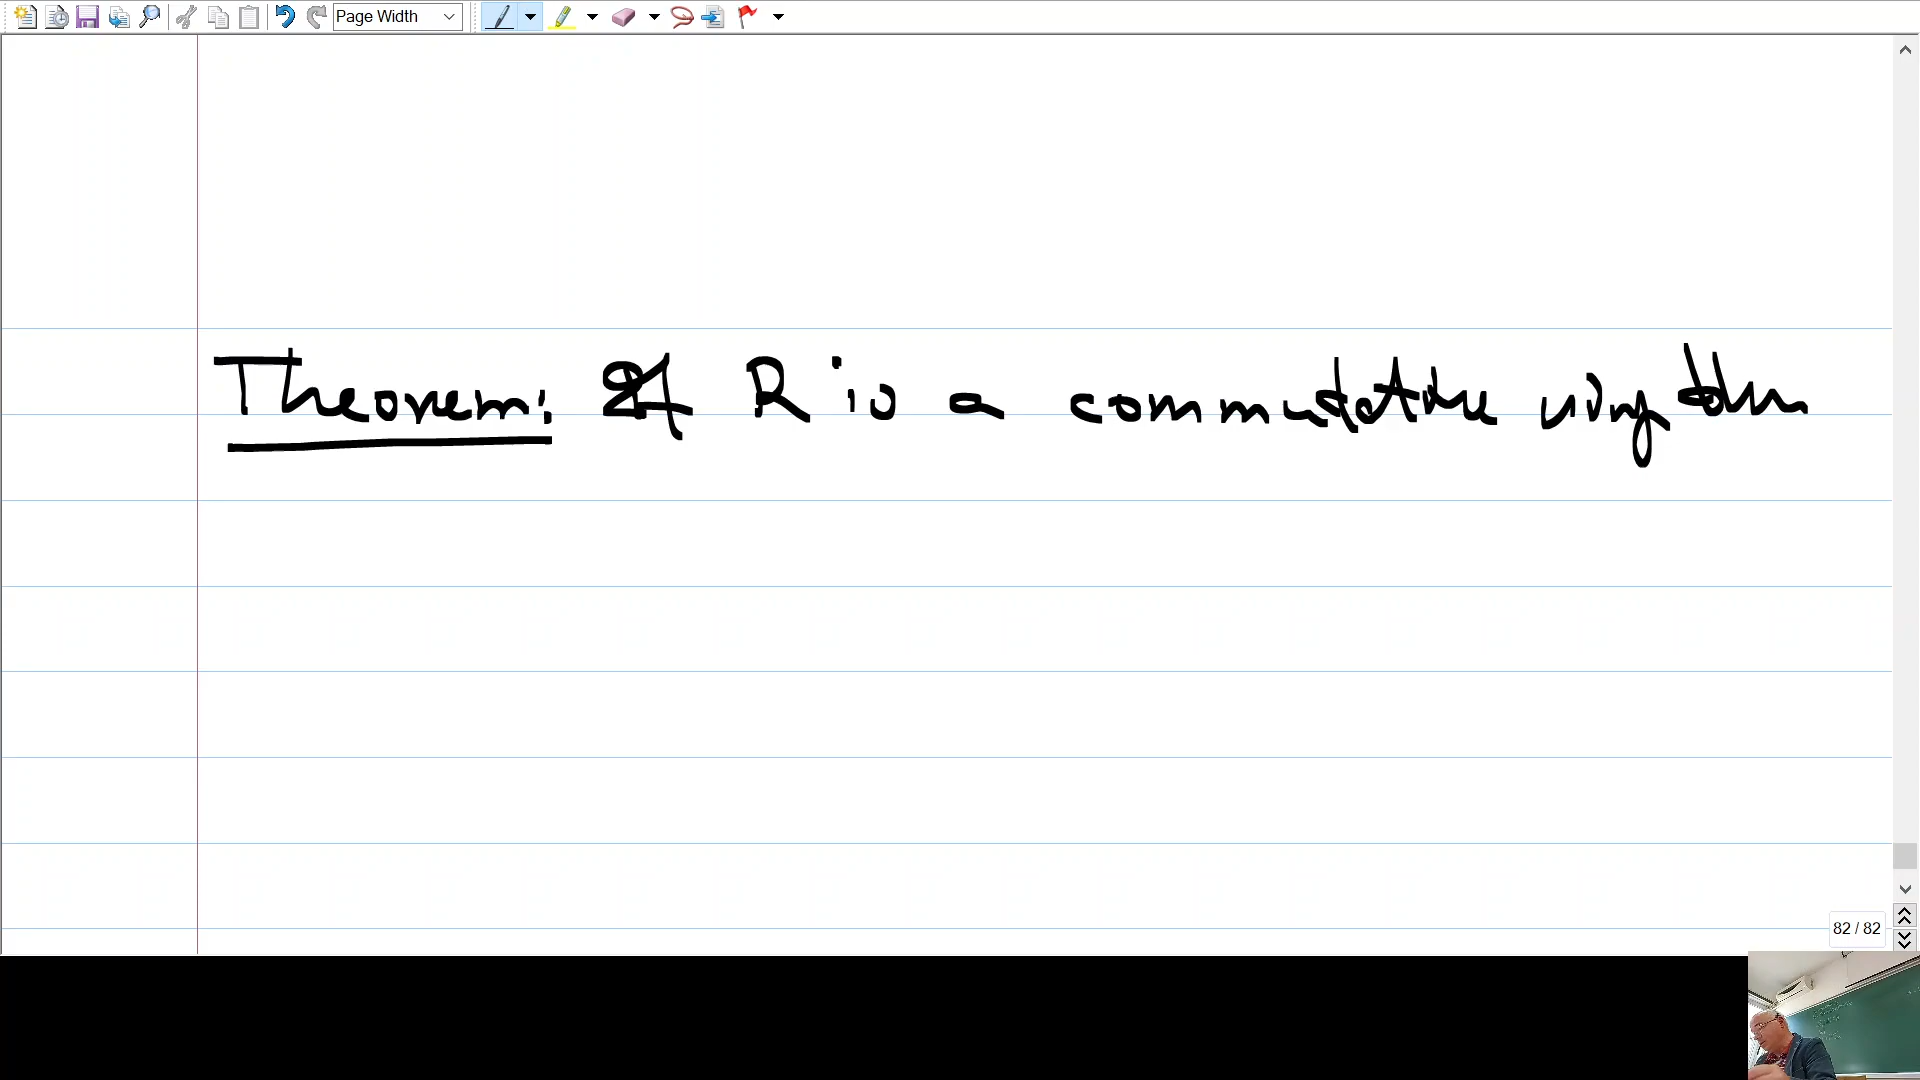 Page Width
Theorem: If R is a commutative ring then
82 / 82